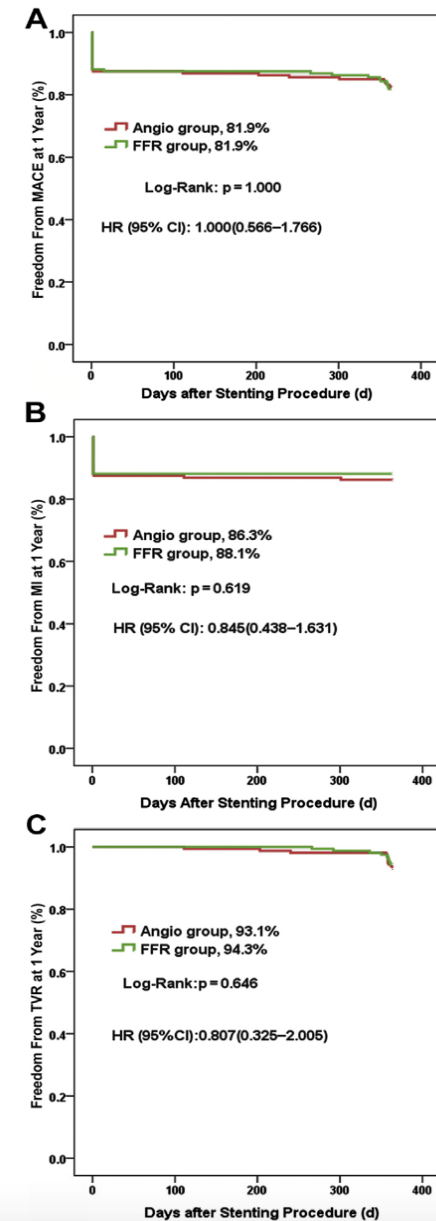 A
Freedom From MACE at 1 Year (%)
1.0
0.8
0.6
0.4
0.2
0.0
Angio group, 81.9%
FFR group, 81.9%
Log-Rank: p = 1.000
HR (95% CI): 1.000(0.566–1.766)
0 100 200 300 400
Days after Stenting Procedure (d)
B
Freedom From MI at 1 Year (%)
1.0
0.8
0.6
0.4
0.2
0.0
Angio group, 86.3%
FFR group, 88.1%
Log-Rank: p = 0.619
HR (95% CI): 0.845(0.438–1.631)
0 100 200 300 400
Days After Stenting Procedure (d)
C
Freedom From TVR at 1 Year (%)
1.0
0.8
0.6
0.4
0.2
0.0
Angio group, 93.1%
FFR group, 94.3%
Log-Rank:p = 0.646
HR (95%CI):0.807(0.325–2.005)
0 100 200 300 400
Days after Stenting Procedure (d)